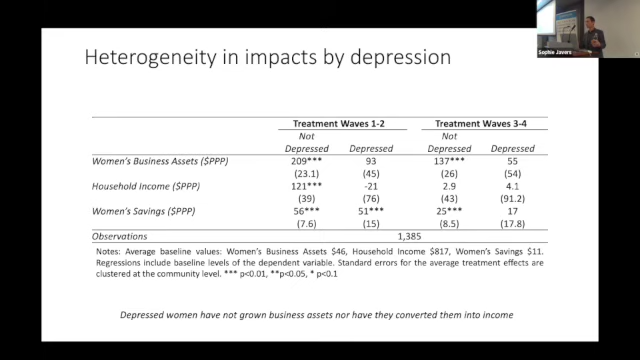 Heterogeneity in impacts by depression
Sophie Javers
Treatment Waves 1-2 Treatment Waves 3-4
Not Depressed Depressed Not Depressed Depressed
Women's Business Assets ($PPP) 209*** 93 137*** 55
(23.1) (45) (26) (54)
Household Income ($PPP) 121*** -21 2.9 4.1
(39) (76) (43) (91.2)
Women's Savings ($PPP) 56*** 51*** 25*** 17
(7.6) (15) (8.5) (17.8)
Observations 1,385
Notes: Average baseline values: Women's Business Assets $46, Household Income $817, Women's Savings $11.
Regressions include baseline levels of the dependent variable. Standard errors for the average treatment effects are
clustered at the community level. *** p<0.01, **p<0.05, * p<0.1
Depressed women have not grown business assets nor have they converted them into income